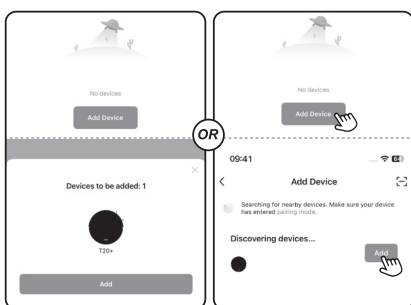 No devices
Add Device
Devices to be added: 1
T20+
Add
OR
No devices
Add Device
09:41
64
Add Device
Searching for nearby devices. Make sure your device
has entered pairing mode.
Discovering devices...
Add